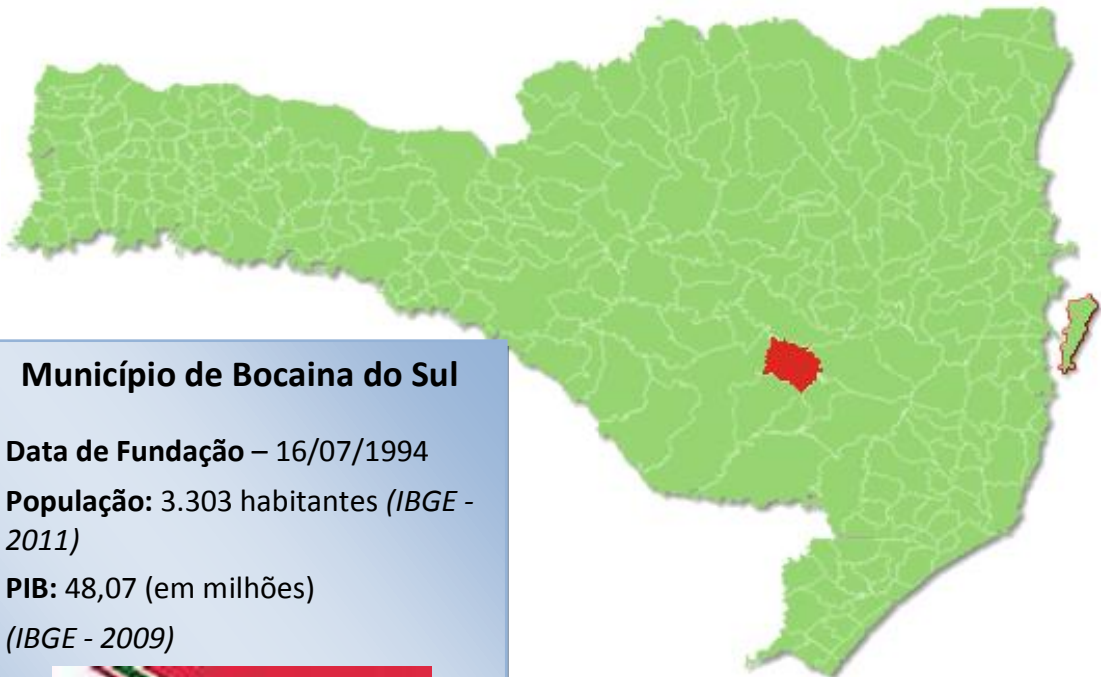 Município de Bocaina do Sul
Data de Fundação – 16/07/1994
População: 3.303 habitantes (IBGE -
2011)
PIB: 48,07 (em milhões)
(IBGE - 2009)